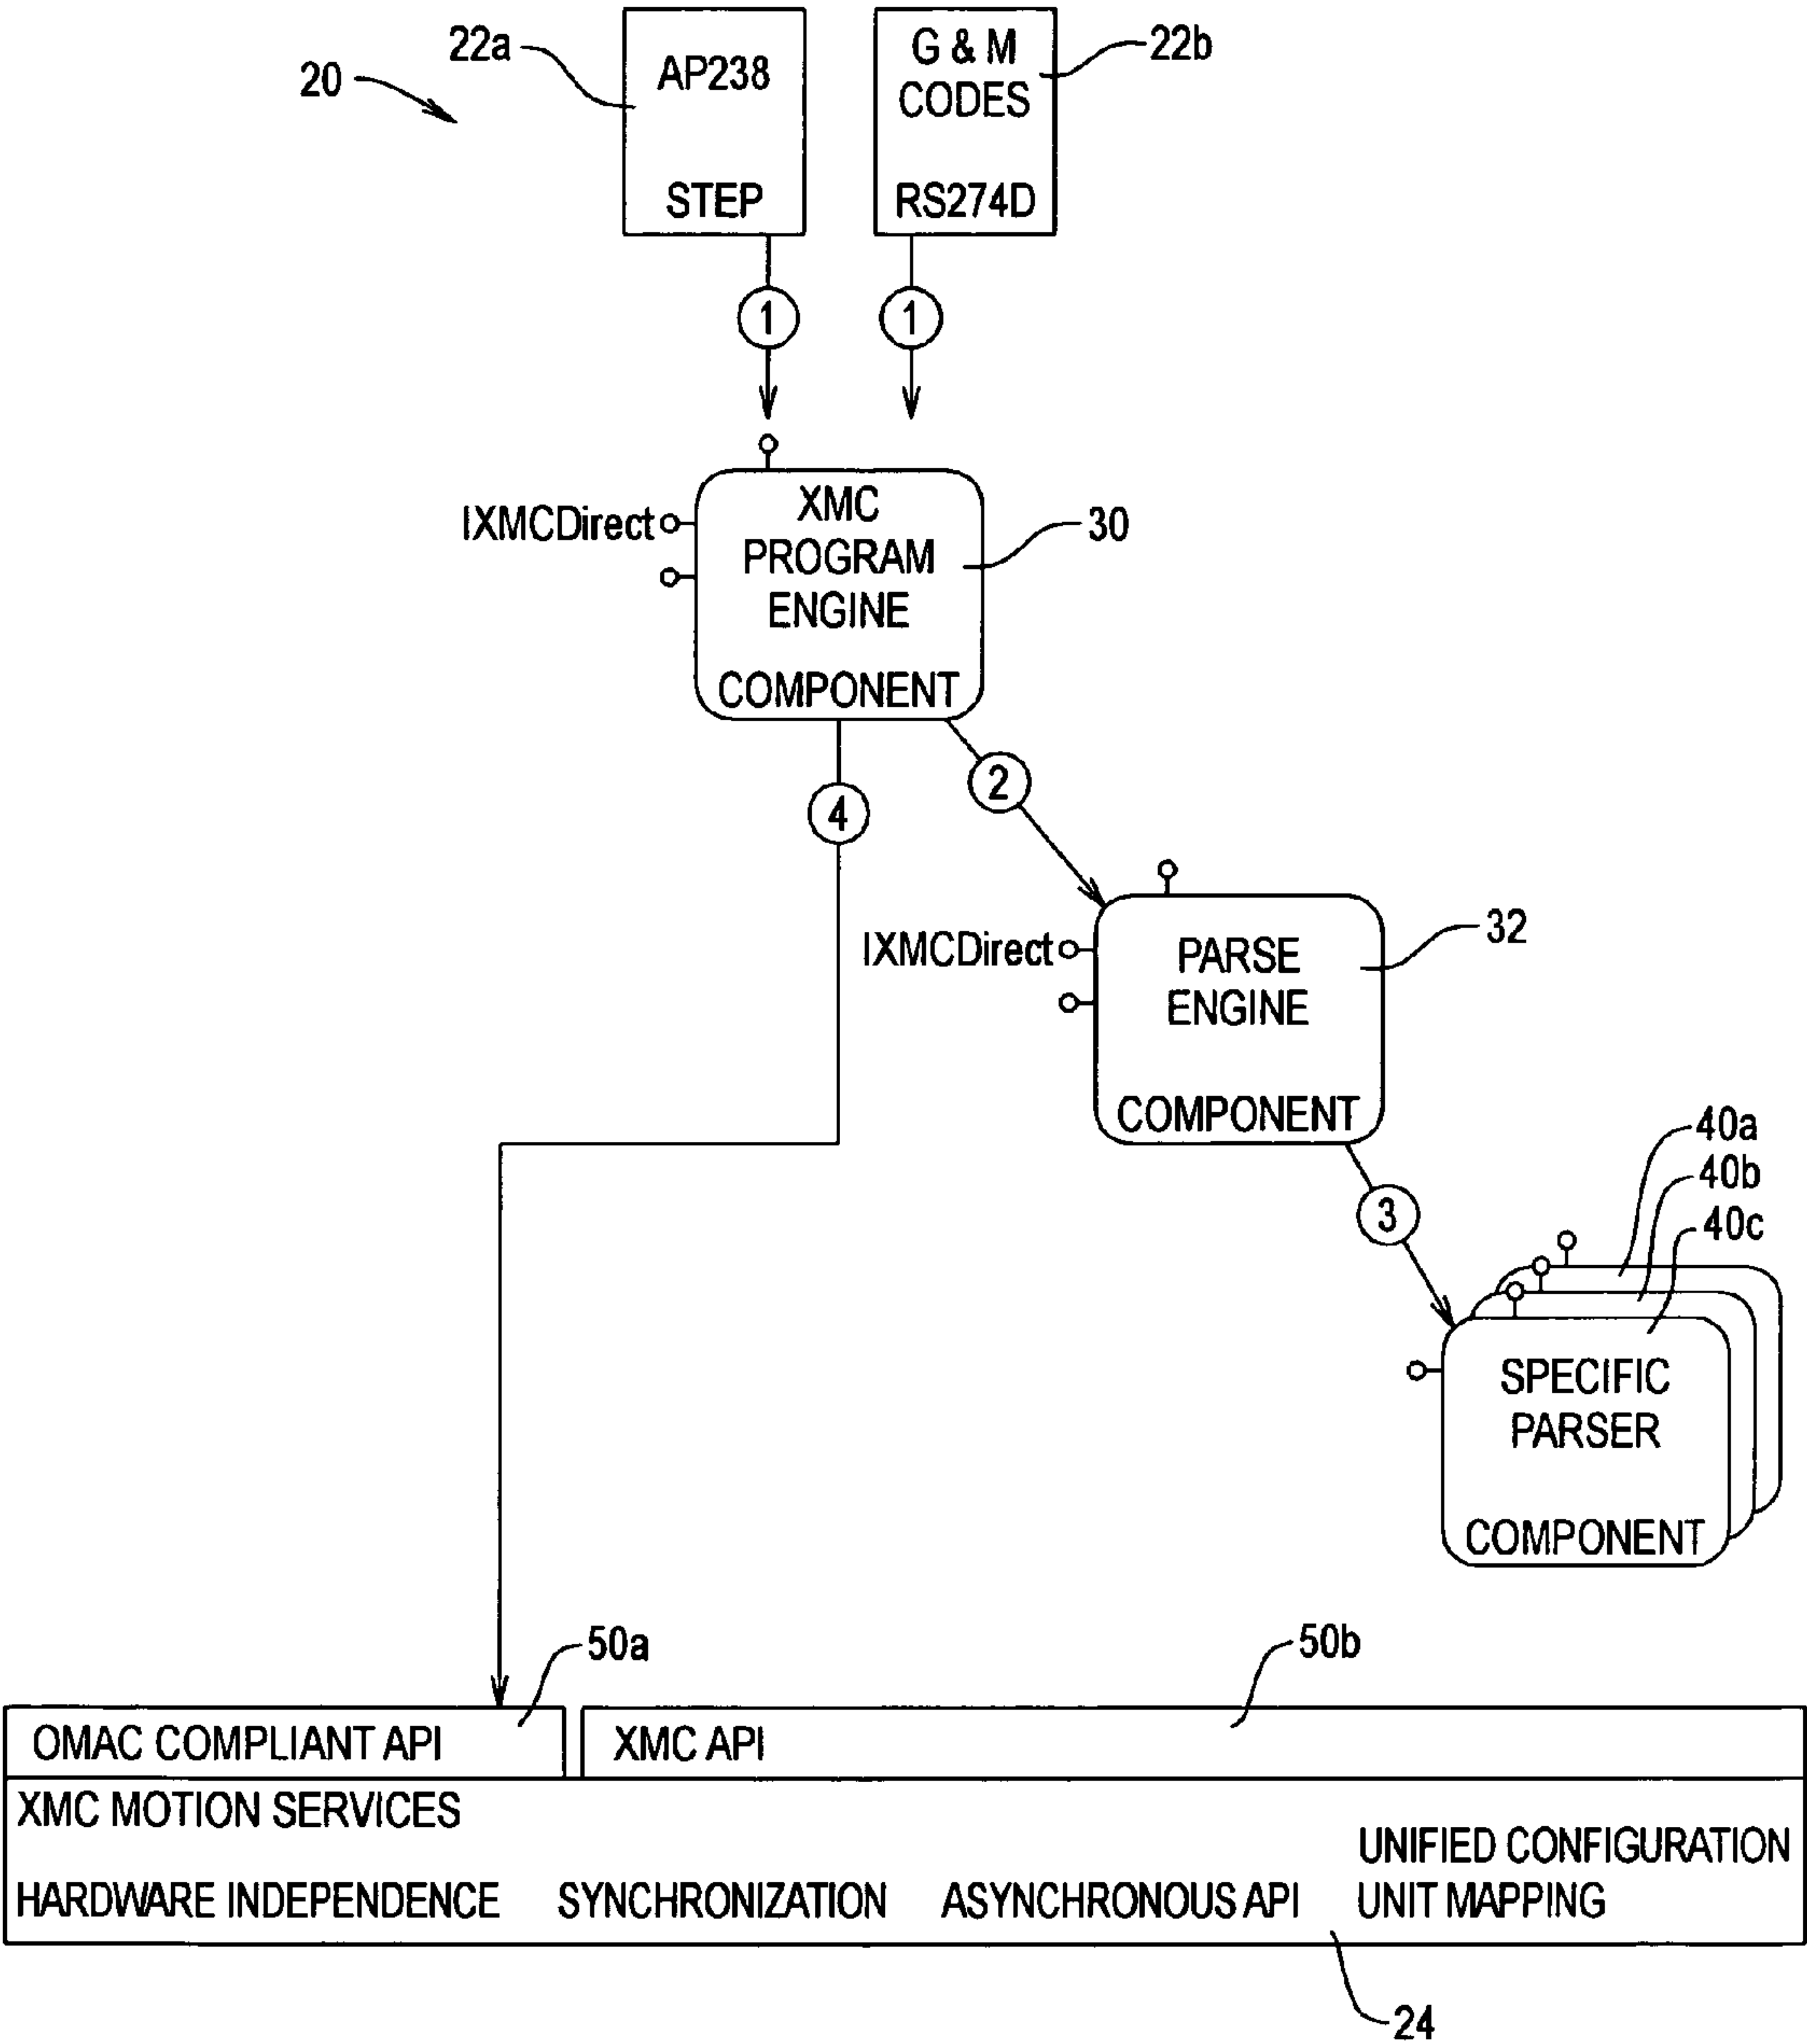 22a
AP238
STEP
G & M
CODES
RS274D
22b
20
1
1
IXMCDirect
XMC
PROGRAM
ENGINE
COMPONENT
30
2
4
IXMCDirect
PARSE
ENGINE
COMPONENT
32
3
40a
40b
40c
SPECIFIC
PARSER
COMPONENT
50a
50b
OMAC COMPLIANT API
XMC API
XMC MOTION SERVICES
UNIFIED CONFIGURATION
HARDWARE INDEPENDENCE SYNCHRONIZATION ASYNCHRONOUS API UNIT MAPPING
24